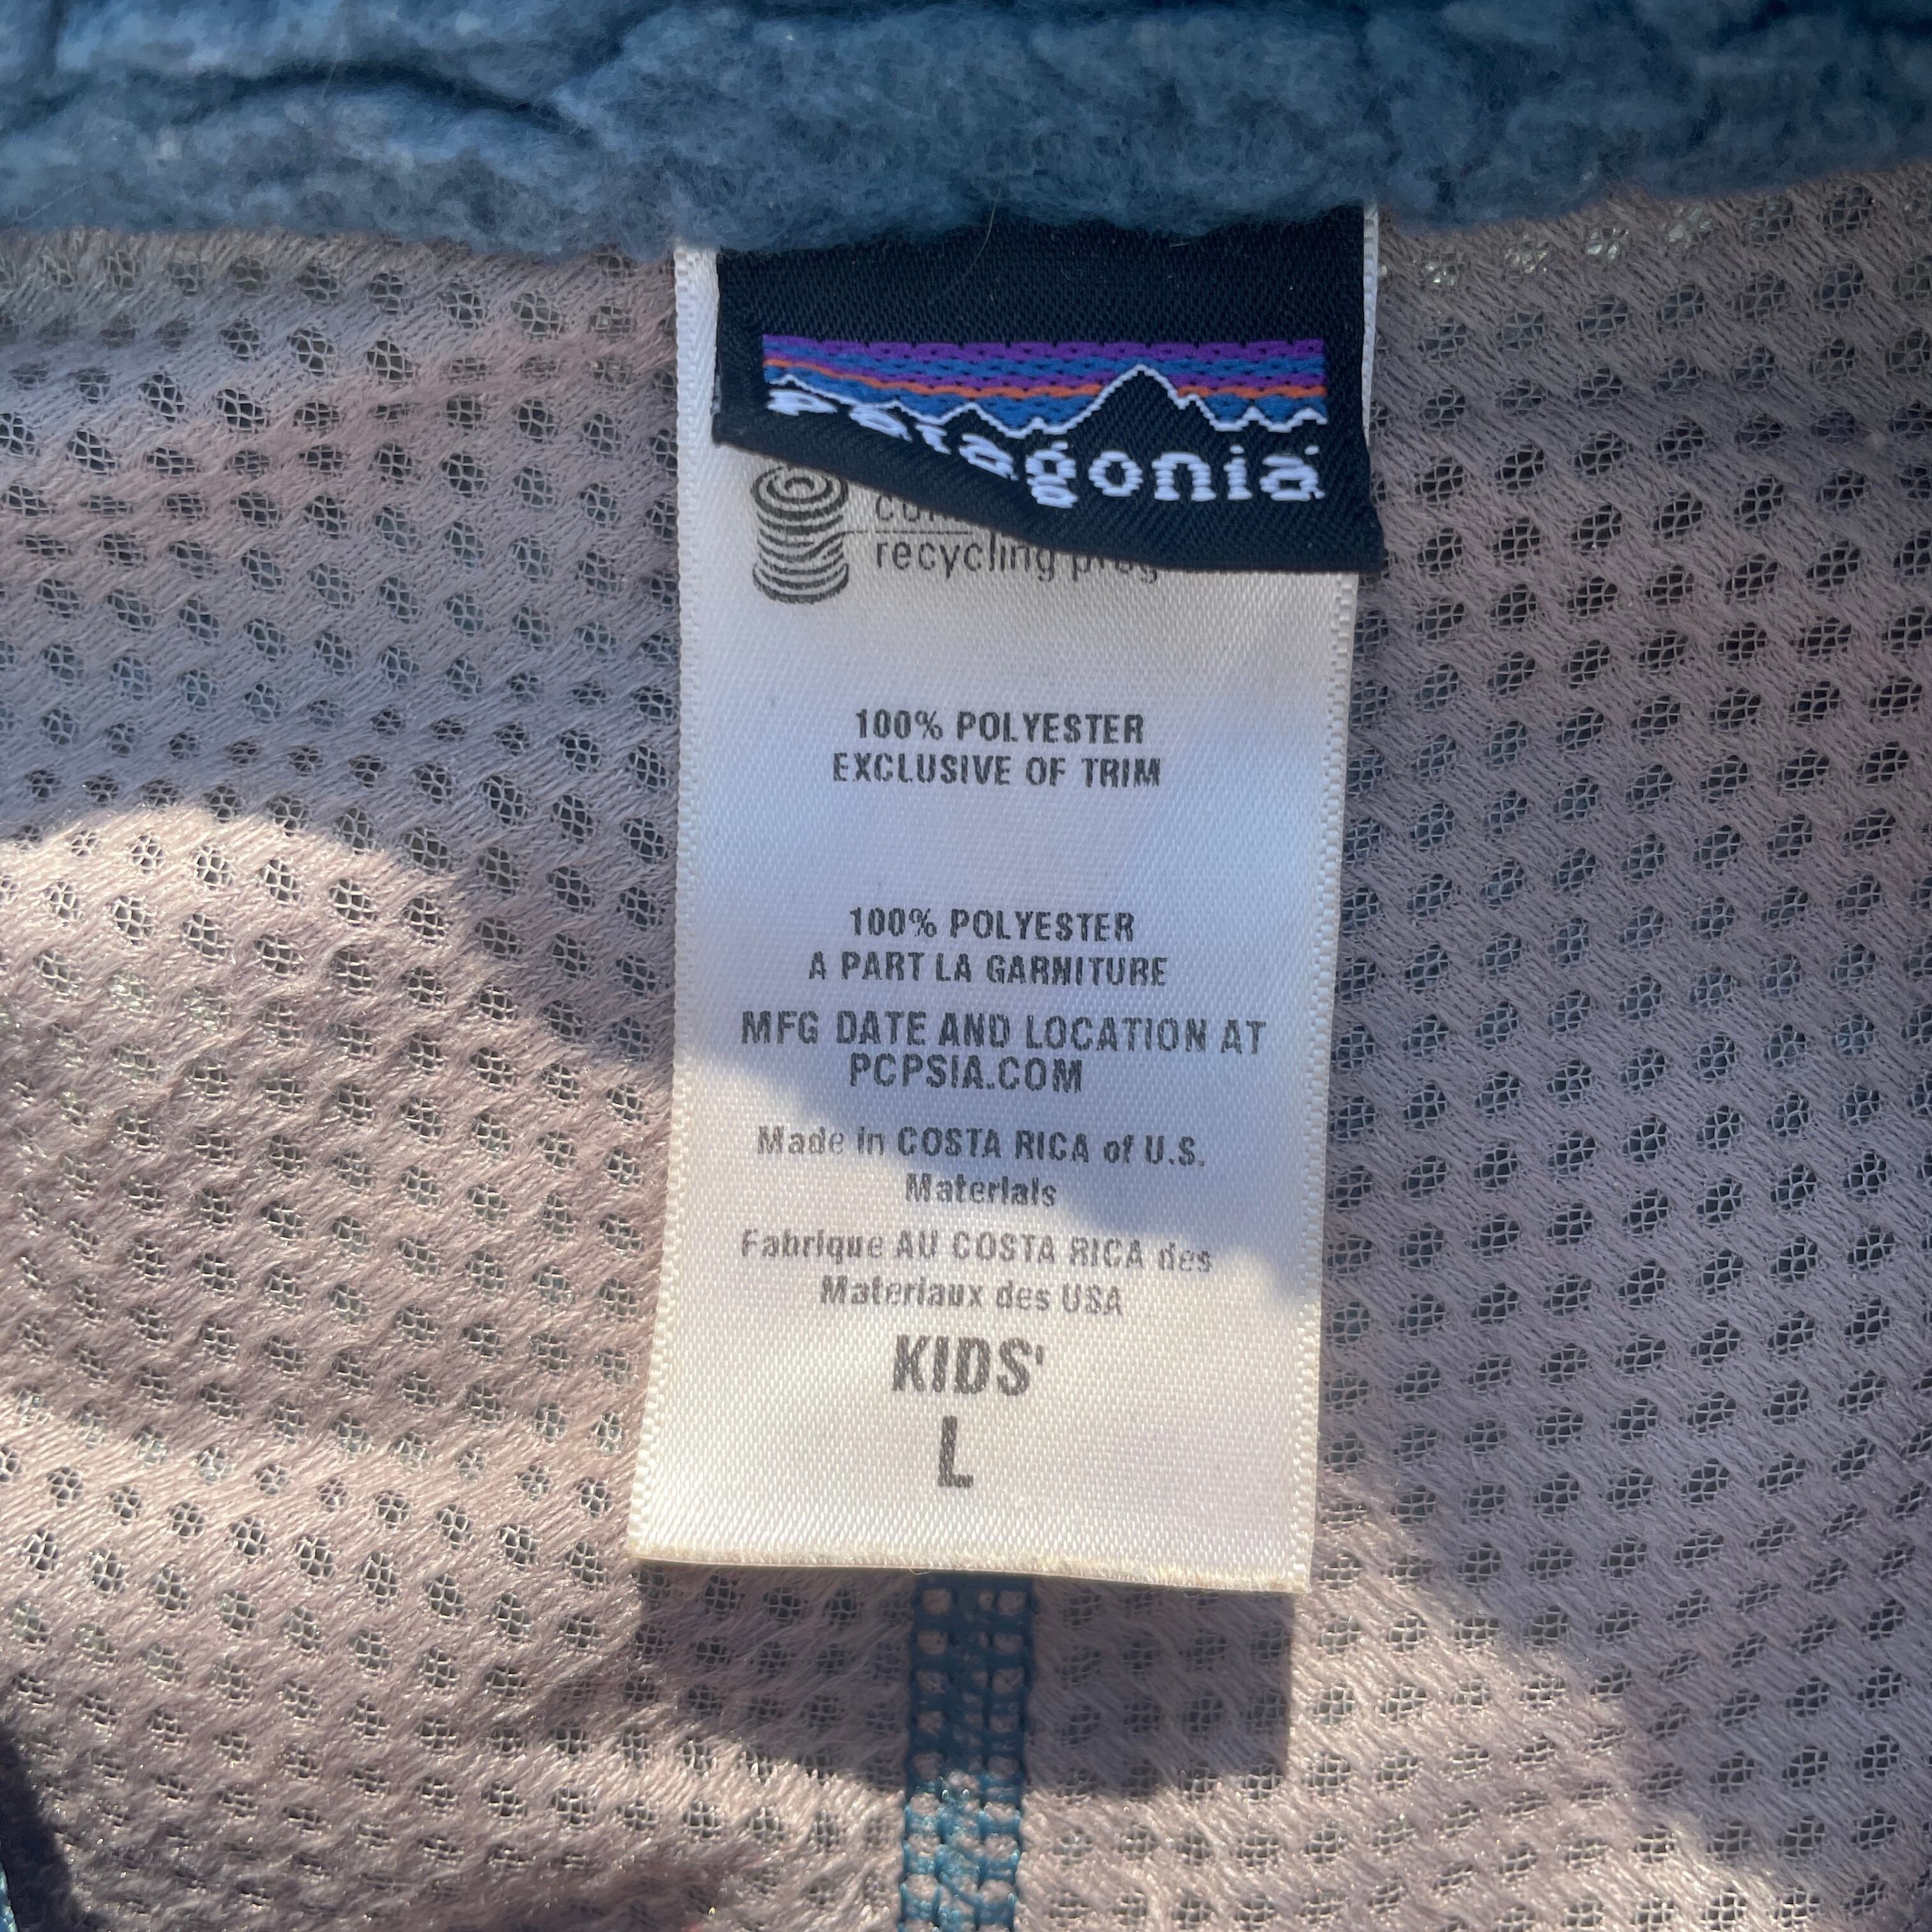 patagonia
recycling
100% POLYESTER
EXCLUSIVE OF TRIM
100% POLYESTER
A PART LA GARNITURE
MFG DATE AND LOCATION AT
PCPSIA.COM
Made in COSTA RICA of U.S.
Materials
Fabrique AU COSTA RICA des
Materiaux des USA
KIDS'
L